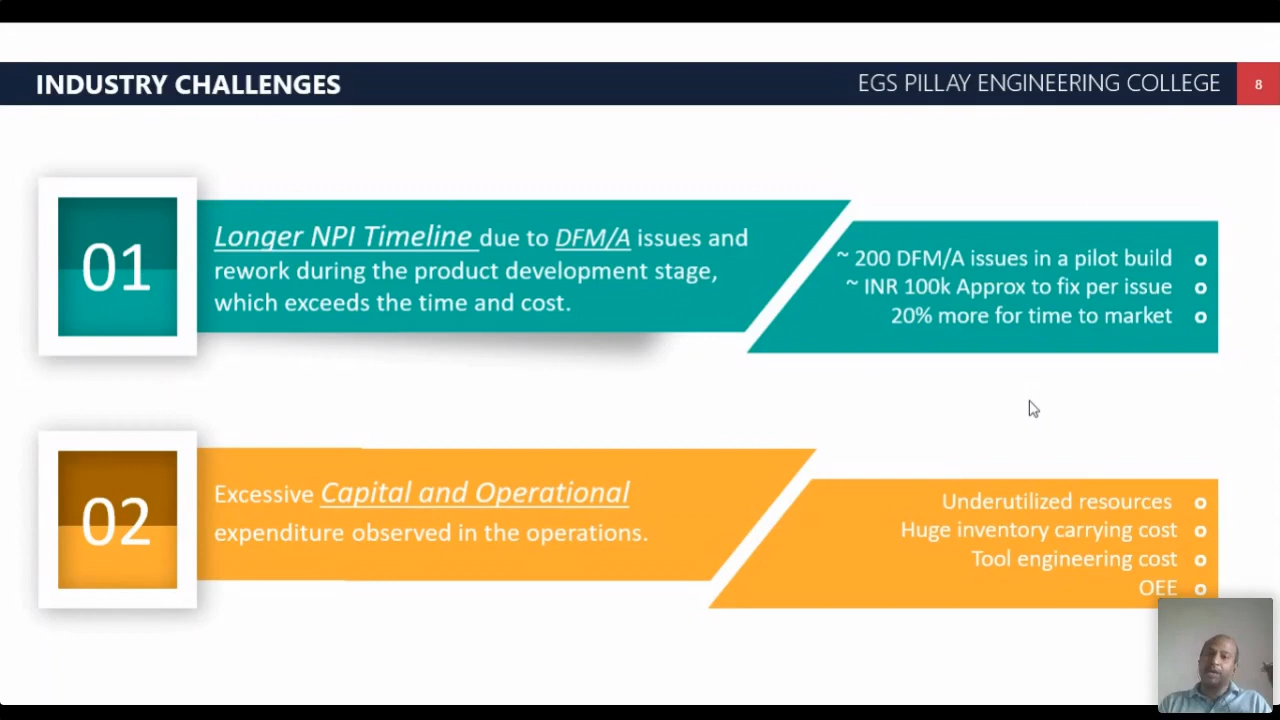 INDUSTRY CHALLENGES
EGS PILLAY ENGINEERING COLLEGE
8
01
Longer NPI Timeline due to DFM/A issues and
rework during the product development stage,
which exceeds the time and cost.
~ 200 DFM/A issues in a pilot build
~ INR 100k Approx to fix per issue
20% more for time to market
02
Excessive Capital and Operational
expenditure observed in the operations.
Underutilized resources
Huge inventory carrying cost
Tool engineering cost
OEE